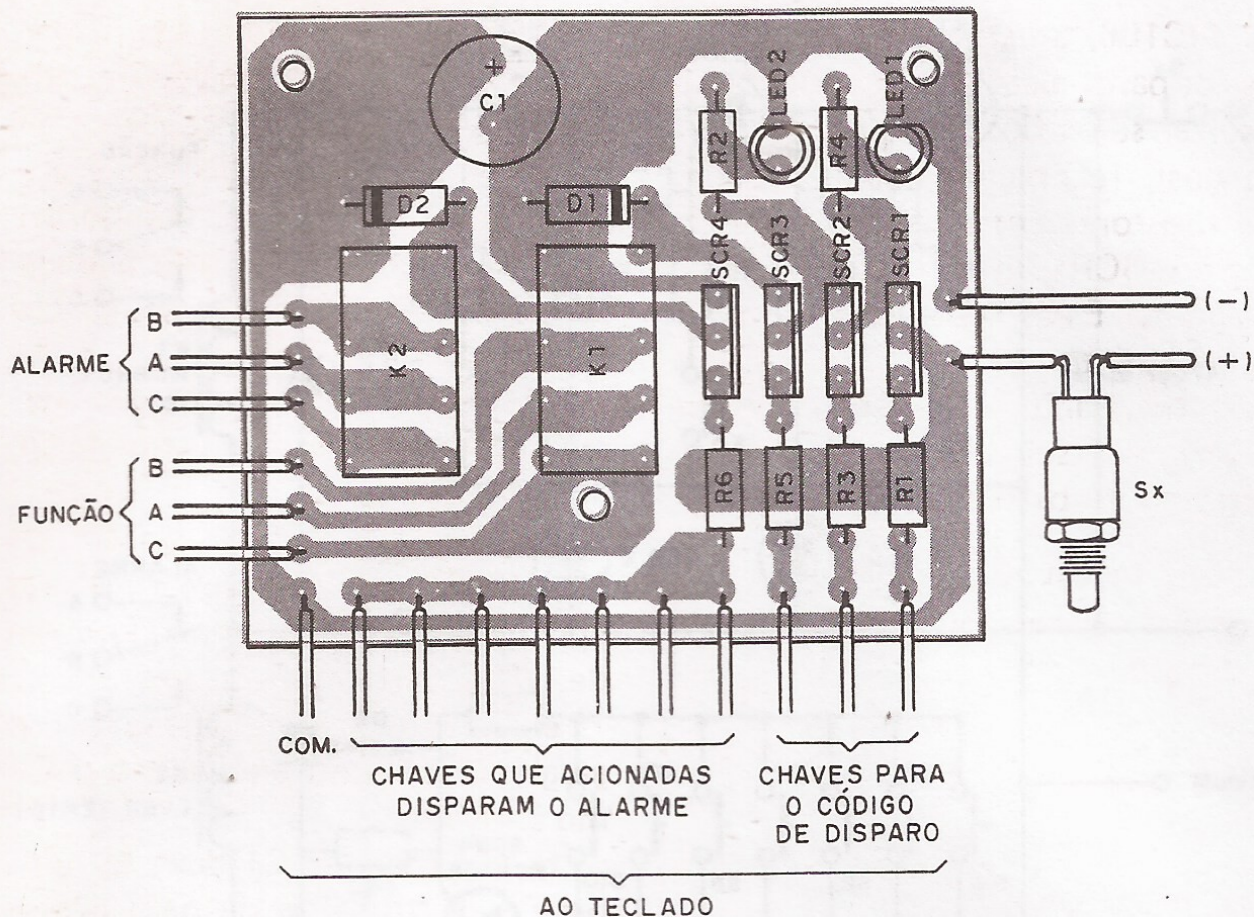 +
C1
LED2
LED1
R2
R4
D2
D1
SCR4
SCR3
SCR2
SCR1
K2
K1
(-)
(+)
Sx
ALARME
B
A
C
FUNÇÃO
B
A
C
R6
R5
R3
R1
COM.
CHAVES QUE ACIONADAS
DISPARAM O ALARME
CHAVES PARA
O CÓDIGO
DE DISPARO
AO TECLADO